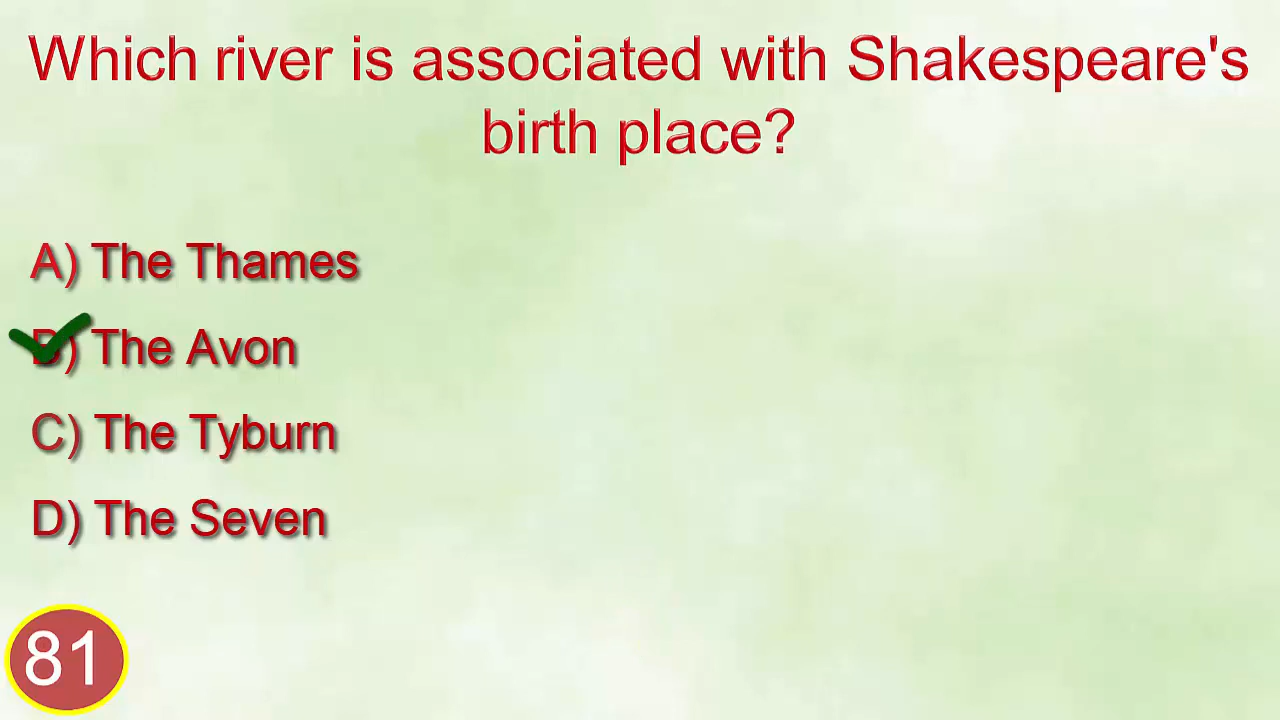 Which river is associated with Shakespeare's
birth place?
A) The Thames
B) The Avon
C) The Tyburn
D) The Seven
81